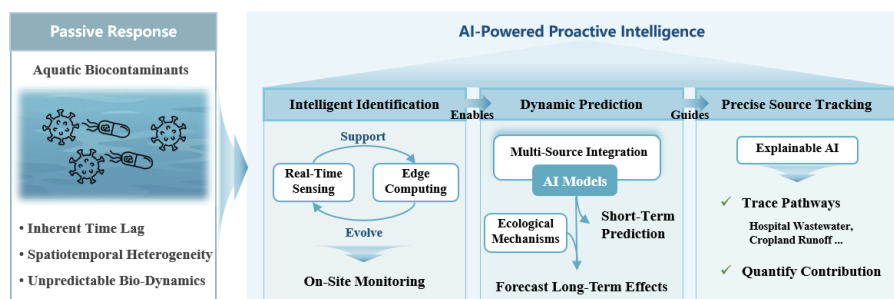 Passive Response
Aquatic Biocontaminants
• Inherent Time Lag
• Spatiotemporal Heterogeneity
• Unpredictable Bio-Dynamics
AI-Powered Proactive Intelligence
Intelligent Identification
Enables
Dynamic Prediction
Guides
Precise Source Tracking
Support
Real-Time
Sensing
Edge
Computing
Evolve
On-Site Monitoring
Multi-Source Integration
AI Models
Ecological
Mechanisms
Short-Term
Prediction
Forecast Long-Term Effects
Explainable AI
✓ Trace Pathways
Hospital Wastewater,
Cropland Runoff ...
✓ Quantify Contribution